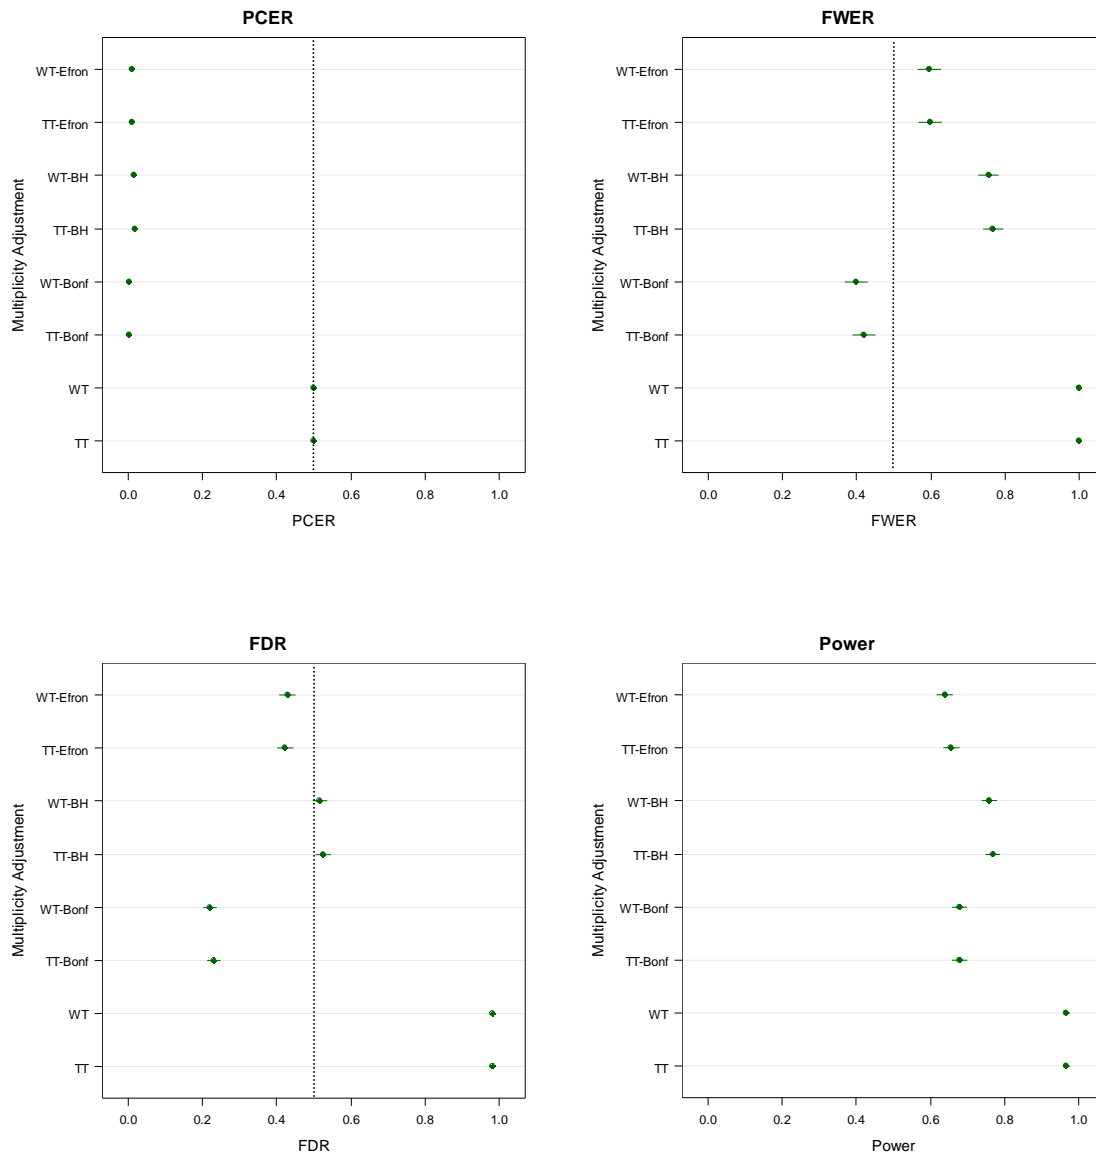 PCER
Multiplicity Adjustment
WT-Efron
TT-Efron
WT-BH
TT-BH
WT-Bonf
TT-Bonf
WT
TT
0.0 0.2 0.4 0.6 0.8 1.0
PCER
FWER
Multiplicity Adjustment
WT-Efron
TT-Efron
WT-BH
TT-BH
WT-Bonf
TT-Bonf
WT
TT
0.0 0.2 0.4 0.6 0.8 1.0
FWER
FDR
Multiplicity Adjustment
WT-Efron
TT-Efron
WT-BH
TT-BH
WT-Bonf
TT-Bonf
WT
TT
0.0 0.2 0.4 0.6 0.8 1.0
FDR
Power
Multiplicity Adjustment
WT-Efron
TT-Efron
WT-BH
TT-BH
WT-Bonf
TT-Bonf
WT
TT
0.0 0.2 0.4 0.6 0.8 1.0
Power